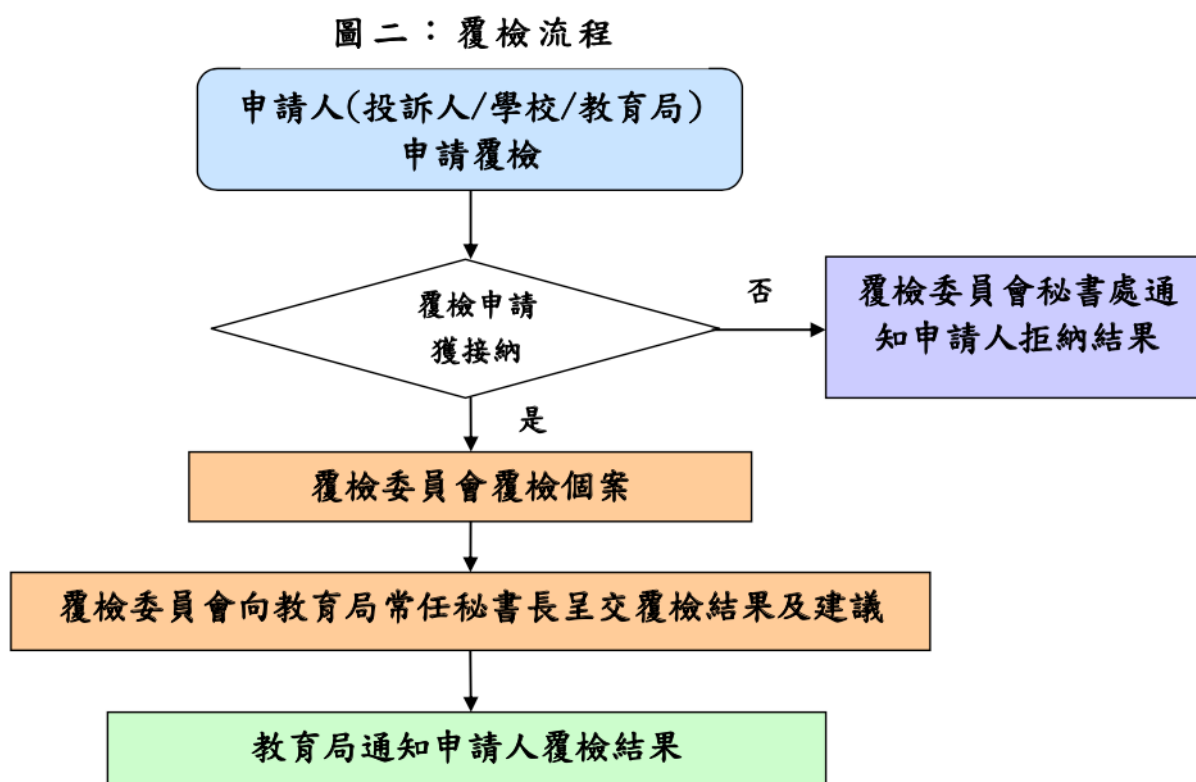 圖二：覆檢流程
申請人(投訴人/學校/教育局)
申請覆檢
覆檢申請
獲接納
否
覆檢委員會秘書處通
知申請人拒納結果
是
覆檢委員會覆檢個案
覆檢委員會向教育局常任秘書長呈交覆檢結果及建議
教育局通知申請人覆檢結果